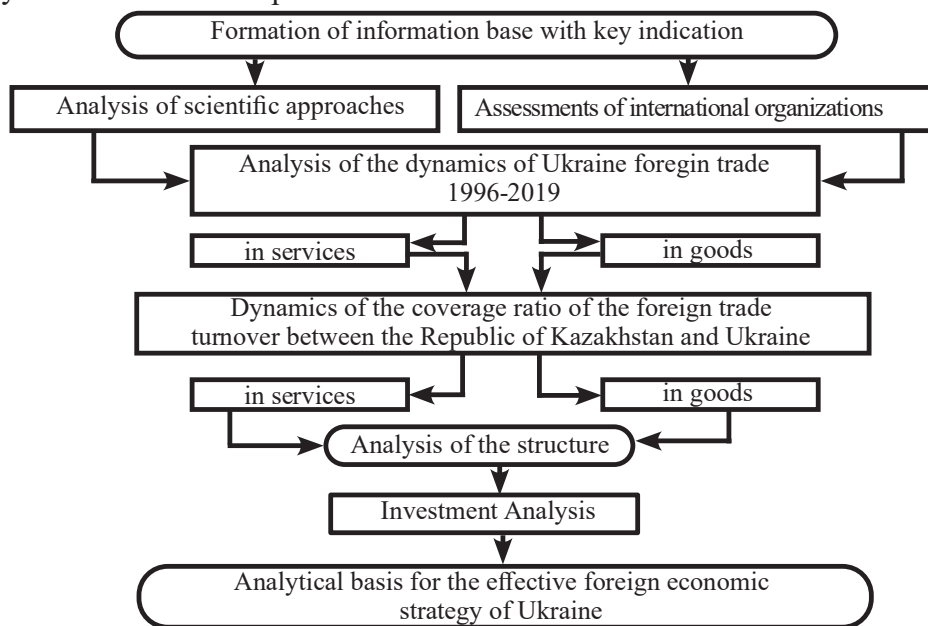 Formation of information base with key indication
Analysis of scientific approaches
Assessments of international organizations
Analysis of the dynamics of Ukraine foregin trade
1996-2019
in services
in goods
Dynamics of the coverage ratio of the foreign trade
turnover between the Republic of Kazakhstan and Ukraine
in services
in goods
Analysis of the structure
Investment Analysis
Analytical basis for the effective foreign economic
strategy of Ukraine